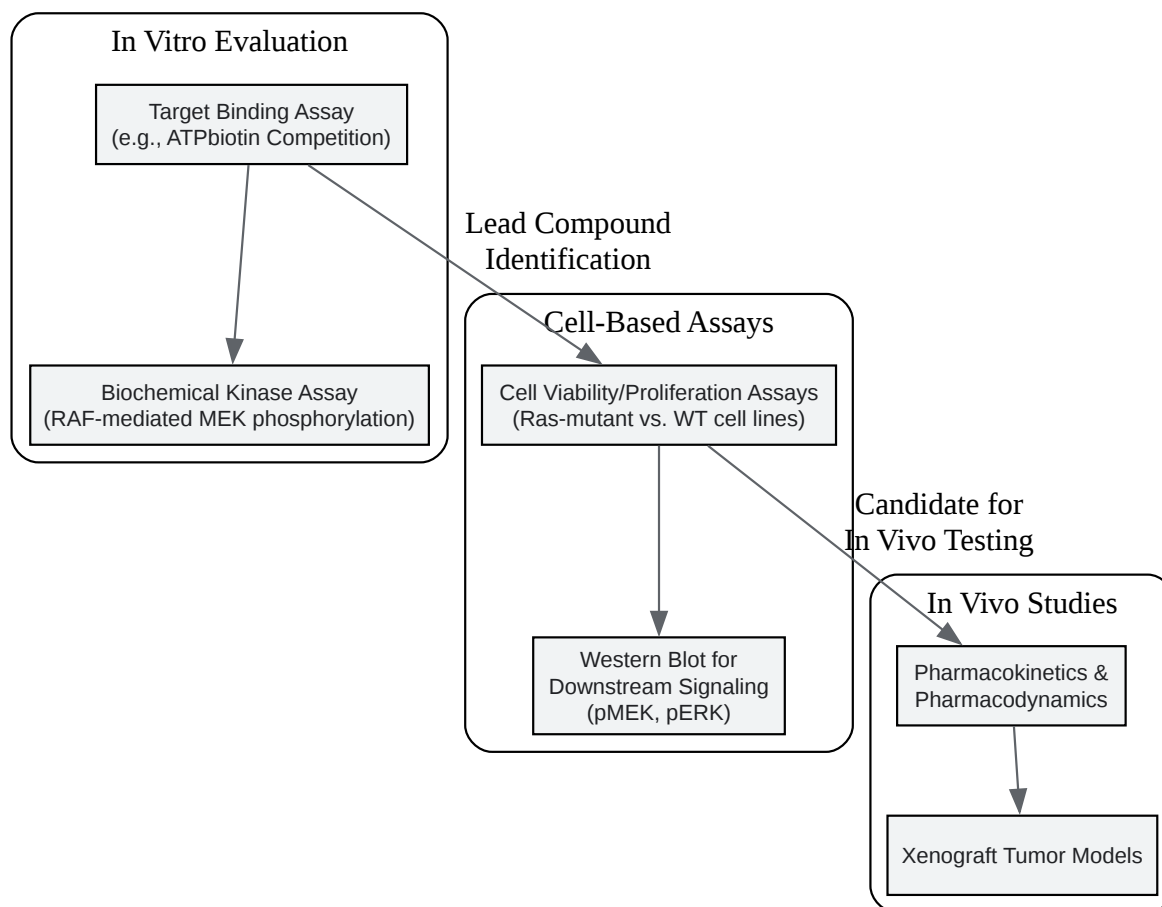 In Vitro Evaluation
Target Binding Assay
(e.g., ATPbiotin Competition)
Lead Compound
Identification
Cell-Based Assays
Biochemical Kinase Assay
(RAF-mediated MEK phosphorylation)
Cell Viability/Proliferation Assays
(Ras-mutant vs. WT cell lines)
Candidate for
In Vivo Testing
In Vivo Studies
Western Blot for
Downstream Signaling
(pMEK, pERK)
Pharmacokinetics &
Pharmacodynamics
Xenograft Tumor Models